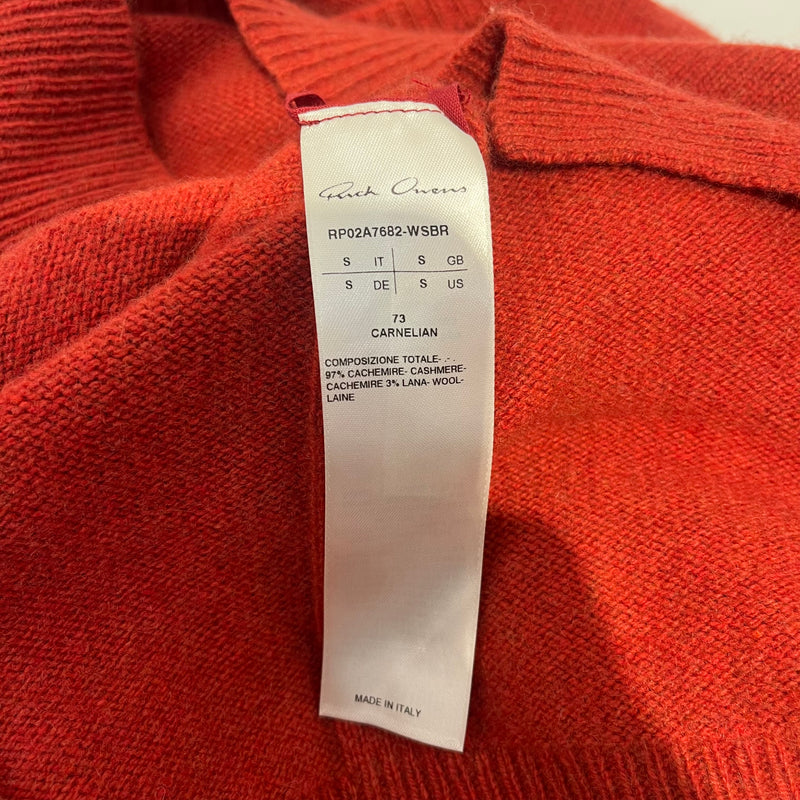 Rick Owens
RP02A7682-WSBR
S IT S GB
S DE S US
73
CARNELIAN
COMPOSIZIONE TOTALE- .- .
97% CACHEMIRE- CASHMERE-
CACHEMIRE 3% LANA- WOOL-
LAINE
MADE IN ITALY